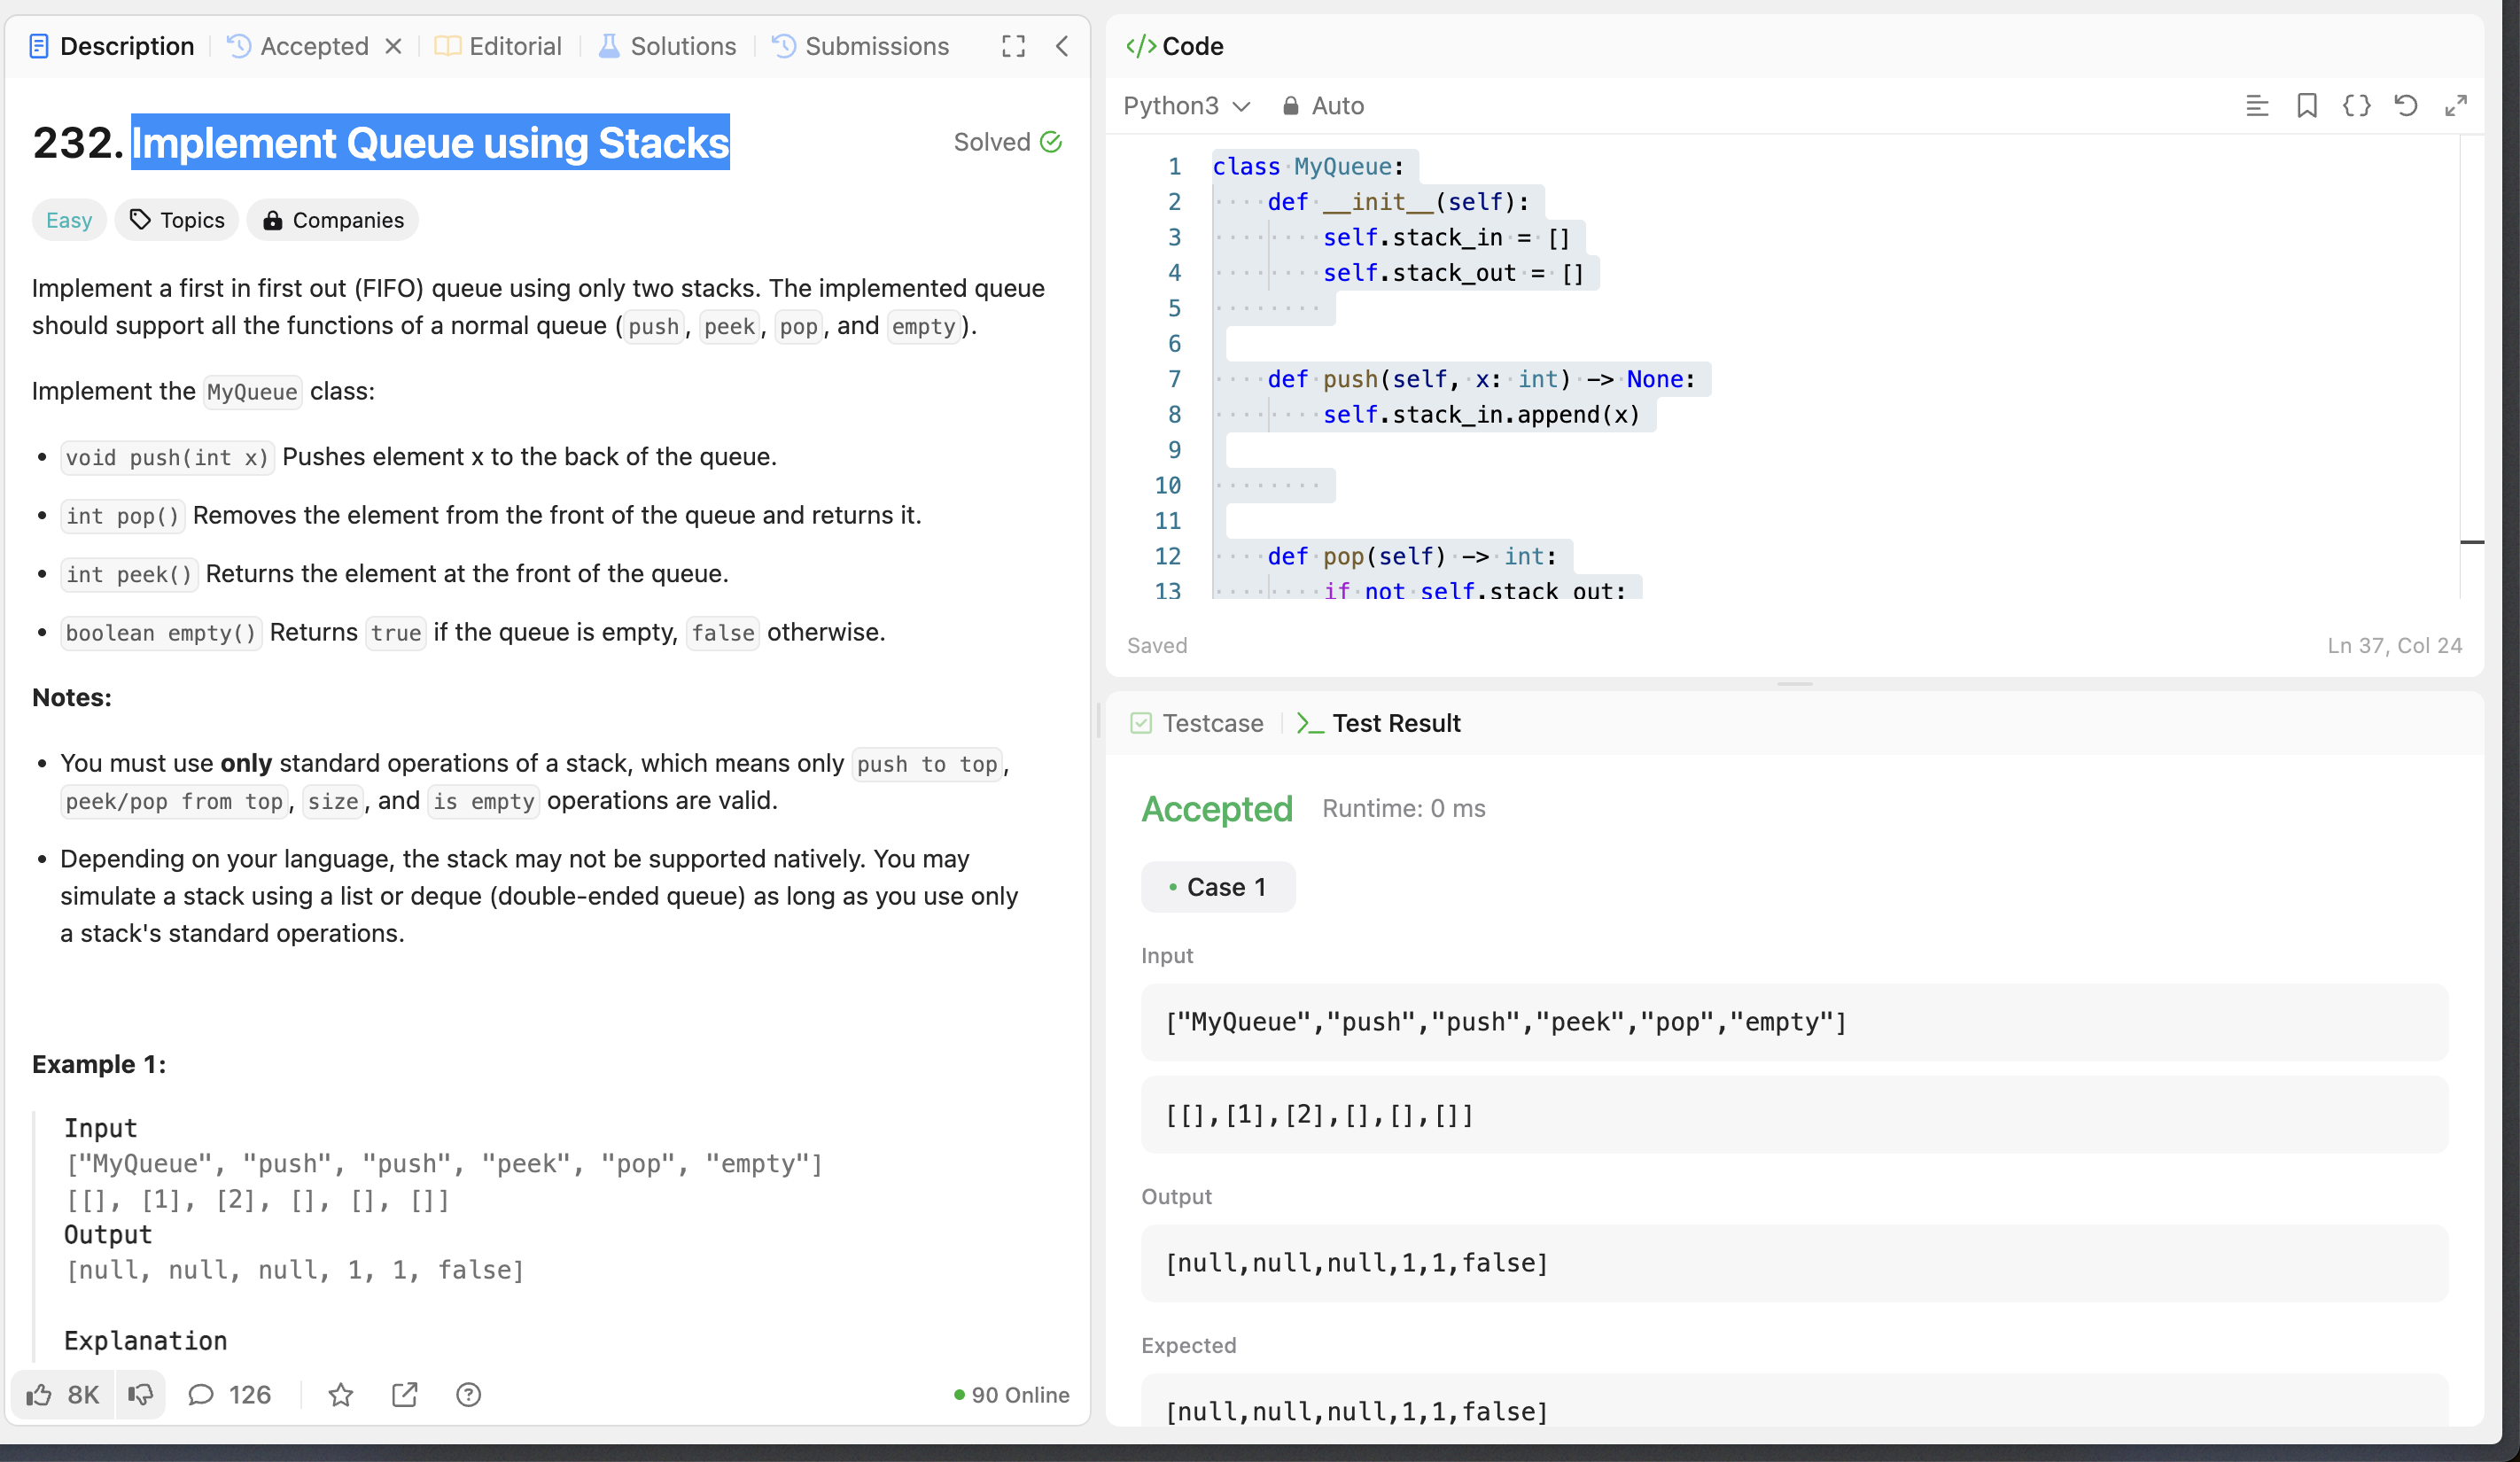 Description
Accepted
Editorial
Solutions
Submissions
232. Implement Queue using Stacks
Solved
Easy
Topics
Companies
Implement a first in first out (FIFO) queue using only two stacks. The implemented queue
should support all the functions of a normal queue (push, peek, pop, and empty).
Implement the MyQueue class:
• void push(int x) Pushes element x to the back of the queue.
• int pop() Removes the element from the front of the queue and returns it.
• int peek() Returns the element at the front of the queue.
• boolean empty() Returns true if the queue is empty, false otherwise.
Notes:
• You must use only standard operations of a stack, which means only push to top,
peek/pop from top, size, and is empty operations are valid.
• Depending on your language, the stack may not be supported natively. You may
simulate a stack using a list or deque (double-ended queue) as long as you use only
a stack's standard operations.
Example 1:
Input
["MyQueue", "push", "push", "peek", "pop", "empty"]
[[], [1], [2], [], [], []]
Output
[null, null, null, 1, 1, false]
Explanation
8K
126
90 Online
</> Code
Python3
Auto
1 class MyQueue:
2     def __init__(self):
3         self.stack_in = []
4         self.stack_out = []
5
6
7     def push(self, x: int) -> None:
8         self.stack_in.append(x)
9
10
11
12     def pop(self) -> int:
13         if not self.stack_out:
Saved
Ln 37, Col 24
Testcase
Test Result
Accepted
Runtime: 0 ms
• Case 1
Input
["MyQueue","push","push","peek","pop","empty"]
[[],[1],[2],[],[],[]]
Output
[null,null,null,1,1,false]
Expected
[null,null,null,1,1,false]